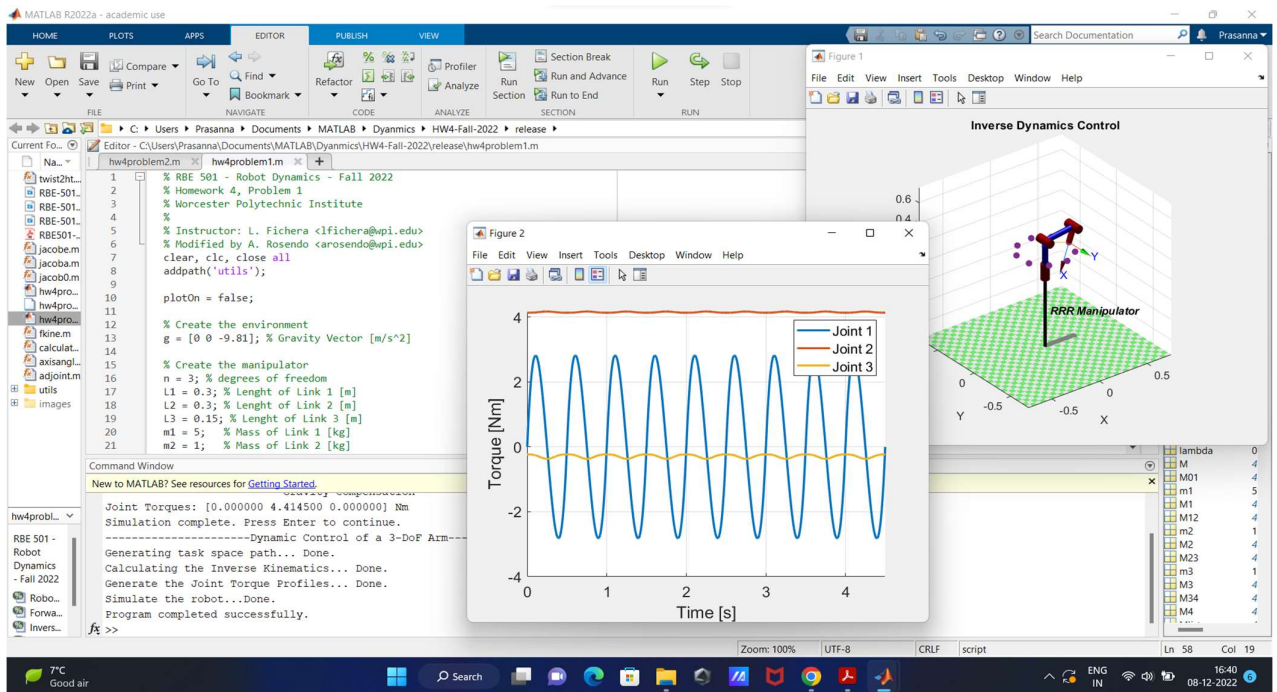 MATLAB R2022a - academic use
HOME PLOTS APPS EDITOR PUBLISH VIEW
Search Documentation
Prasanna
New Open Save
Compare
Print
Go To
Find
Bookmark
Refactor
Profiler
Analyze
Run Section
Section Break
Run and Advance
Run to End
Run Step Stop
FILE NAVIGATE CODE ANALYZE SECTION RUN
C: Users Prasanna Documents MATLAB Dyanmics HW4-Fall-2022 release
Current Fo...
Na...
twist2ht....
RBE-501..
RBE-501..
RBE-501..
RBE501-..
jacobe.m
jacoba.m
jacob0.m
hw4pro...
hw4pro...
hw4pro...
fkine.m
calculat...
axisangl...
adjoint.m
utils
images
Editor - C:\Users\Prasanna\Documents\MATLAB\Dyanmics\HW4-Fall-2022\release\hw4problem1.m
hw4problem2.m hw4problem1.m
1 % RBE 501 - Robot Dynamics - Fall 2022
2 % Homework 4, Problem 1
3 % Worcester Polytechnic Institute
4 %
5 % Instructor: L. Fichera <lfichera@wpi.edu>
6 % Modified by A. Rosendo <arosendo@wpi.edu>
7 clear, clc, close all
8 addpath('utils');
9
10 plotOn = false;
11
12 % Create the environment
13 g = [0 0 -9.81]; % Gravity Vector [m/s^2]
14
15 % Create the manipulator
16 n = 3; % degrees of freedom
17 L1 = 0.3; % Lenght of Link 1 [m]
18 L2 = 0.3; % Lenght of Link 2 [m]
19 L3 = 0.15; % Lenght of Link 3 [m]
20 m1 = 5; % Mass of Link 1 [kg]
21 m2 = 1; % Mass of Link 2 [kg]
Command Window
New to MATLAB? See resources for Getting Started.
Gravity Compensation
Joint Torques: [0.000000 4.414500 0.000000] Nm
Simulation complete. Press Enter to continue.
---------------------Dynamic Control of a 3-DoF Arm---
Generating task space path... Done.
Calculating the Inverse Kinematics... Done.
Generate the Joint Torque Profiles... Done.
Simulate the robot...Done.
Program completed successfully.
fx >>
hw4probl...
RBE 501 -
Robot
Dynamics
- Fall 2022
Robo...
Forwa...
Invers...
Figure 2
File Edit View Insert Tools Desktop Window Help
4
2
0
-2
-4
0 1 2 3 4
Torque [Nm]
Time [s]
Joint 1
Joint 2
Joint 3
Figure 1
File Edit View Insert Tools Desktop Window Help
Inverse Dynamics Control
0.6
0.4
Y
X
RRR Manipulator
0
-0.5
Y
-0.5
0
0.5
X
lambda 0
M 4
M01 4
m1 5
M1 4
M12 4
m2 1
M2 4
M23 4
m3 1
M3 4
M34 4
M4 4
Zoom: 100% UTF-8 CRLF script Ln 58 Col 19
7°C
Good air
Search
ENG
IN
16:40
08-12-2022
6